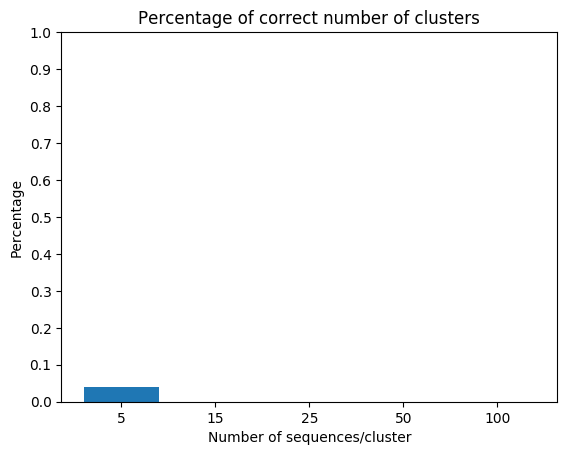 Percentage of correct number of clusters
1.0
0.9
0.8
0.7
0.6
0.5
0.4
0.3
0.2
0.1
0.0
Percentage
5 15 25 50 100
Number of sequences/cluster